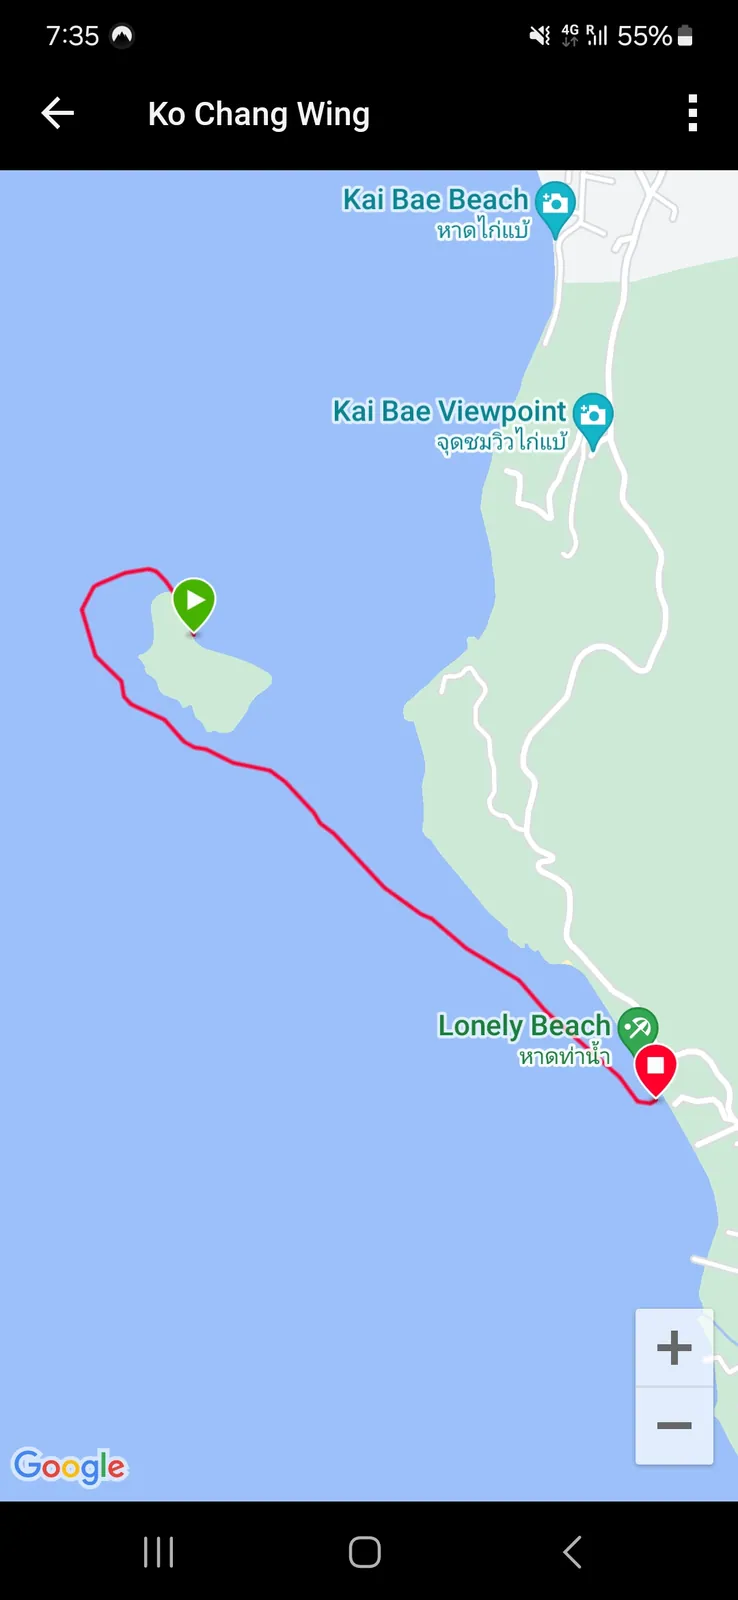 7:35
4G R 55%
Ko Chang Wing
Kai Bae Beach
หาดไก่แบ้
Kai Bae Viewpoint
จุดชมวิวไก่แบ้
Lonely Beach
หาดท่าน้ำ
+
−
Google